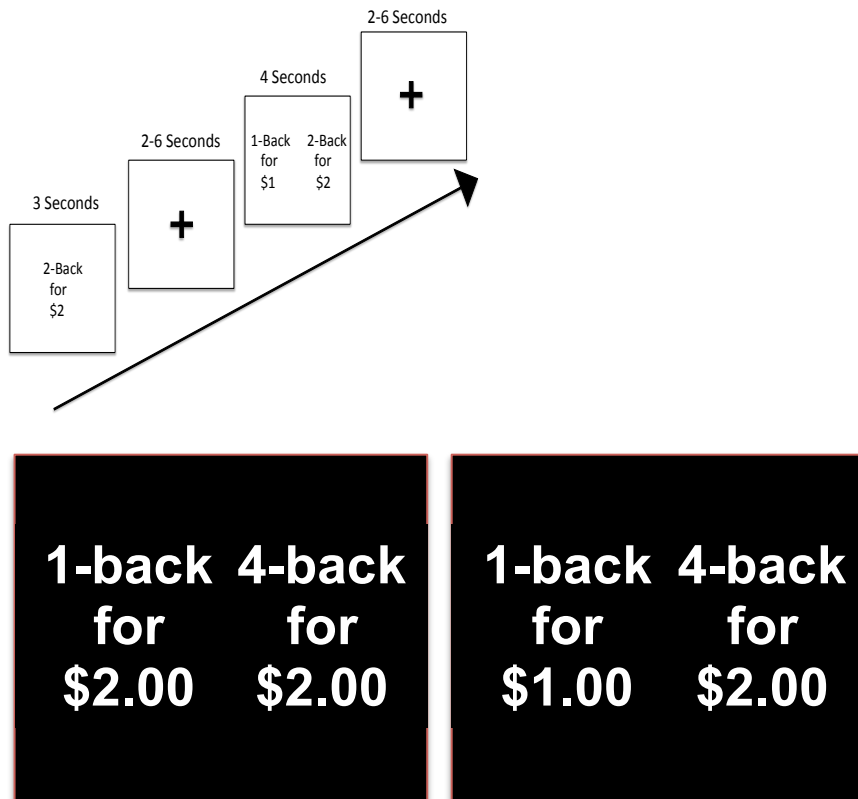 2-6 Seconds
4 Seconds
1-Back 2-Back
for for
$1 $2
2-6 Seconds
3 Seconds
2-Back
for
$2
1-back 4-back
for for
$2.00 $2.00
1-back 4-back
for for
$1.00 $2.00